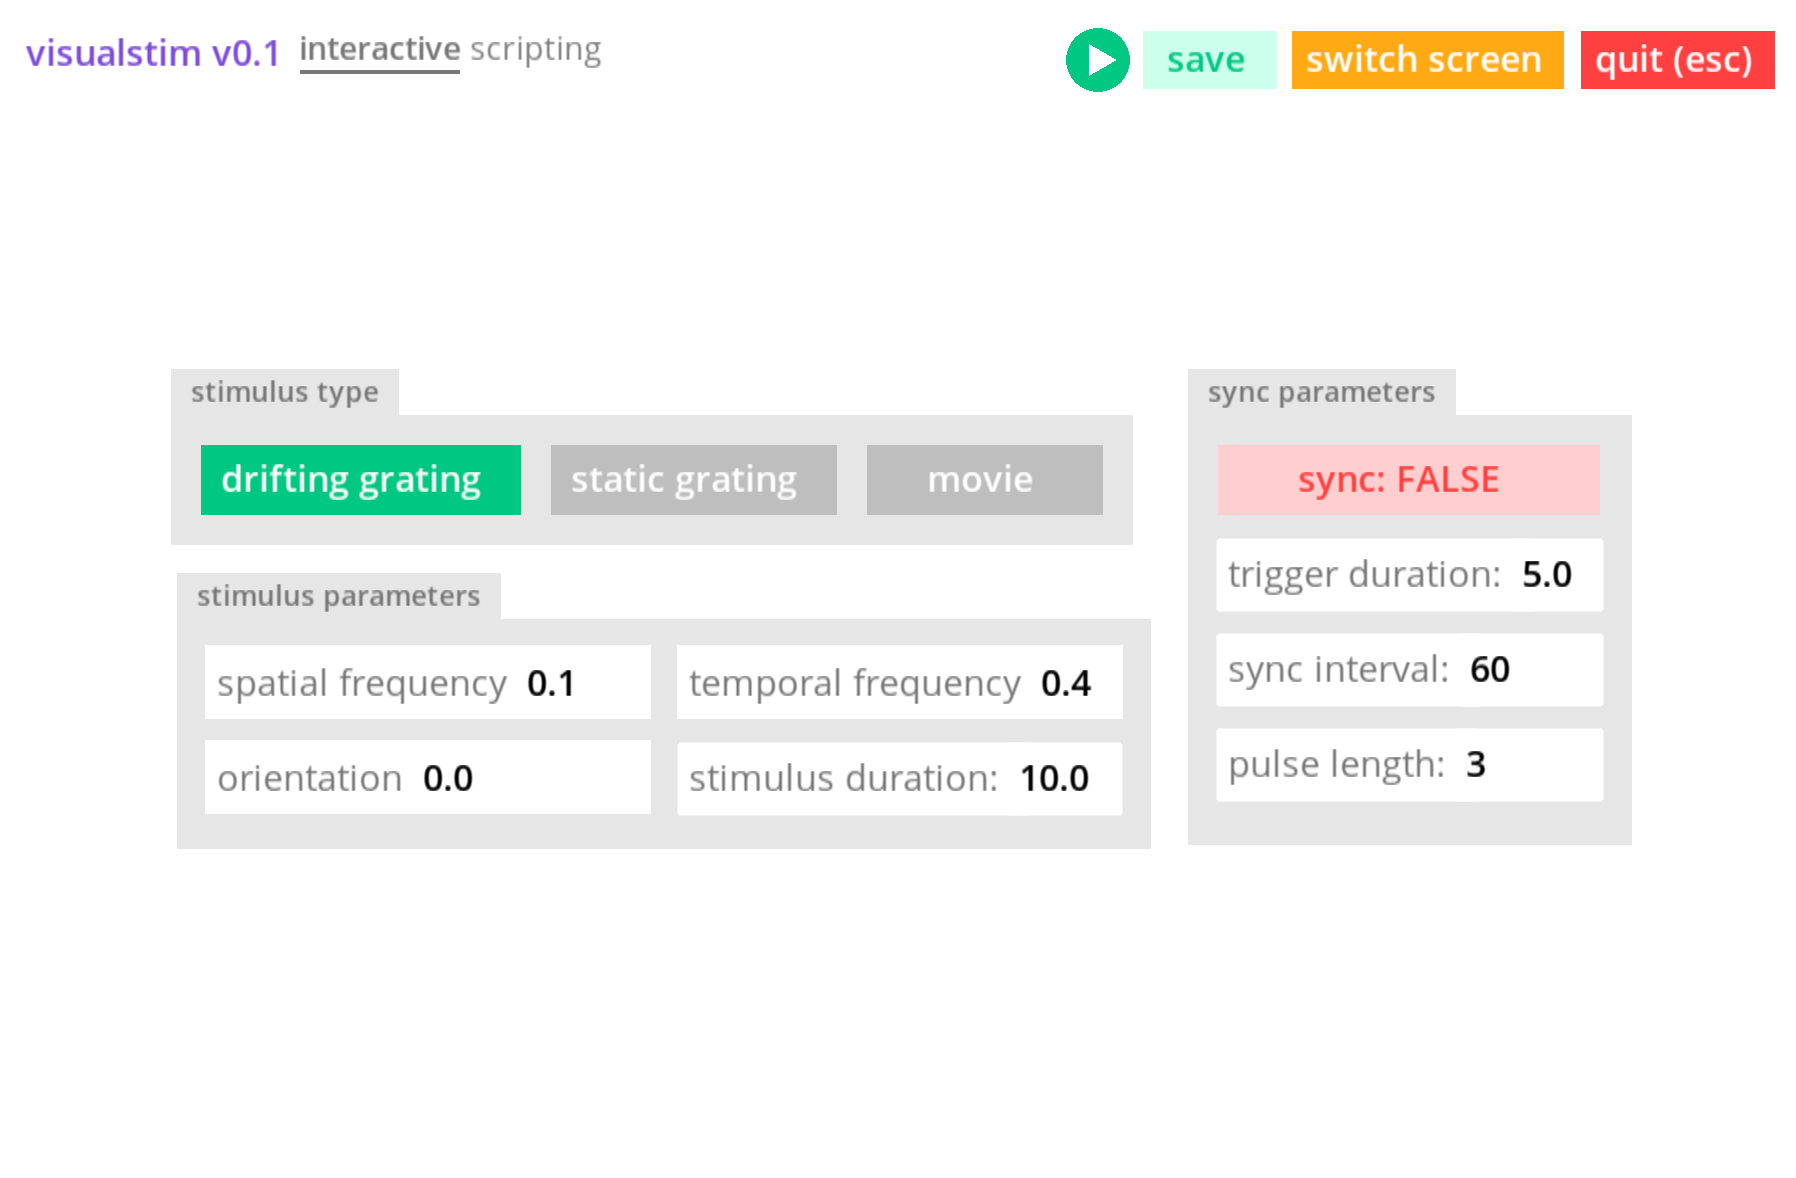 visualstim v0.1 interactive scripting save switch screen quit (esc)
stimulus type
drifting grating static grating movie
stimulus parameters
spatial frequency 0.1 temporal frequency 0.4
orientation 0.0 stimulus duration: 10.0
sync parameters
sync: FALSE
trigger duration: 5.0
sync interval: 60
pulse length: 3